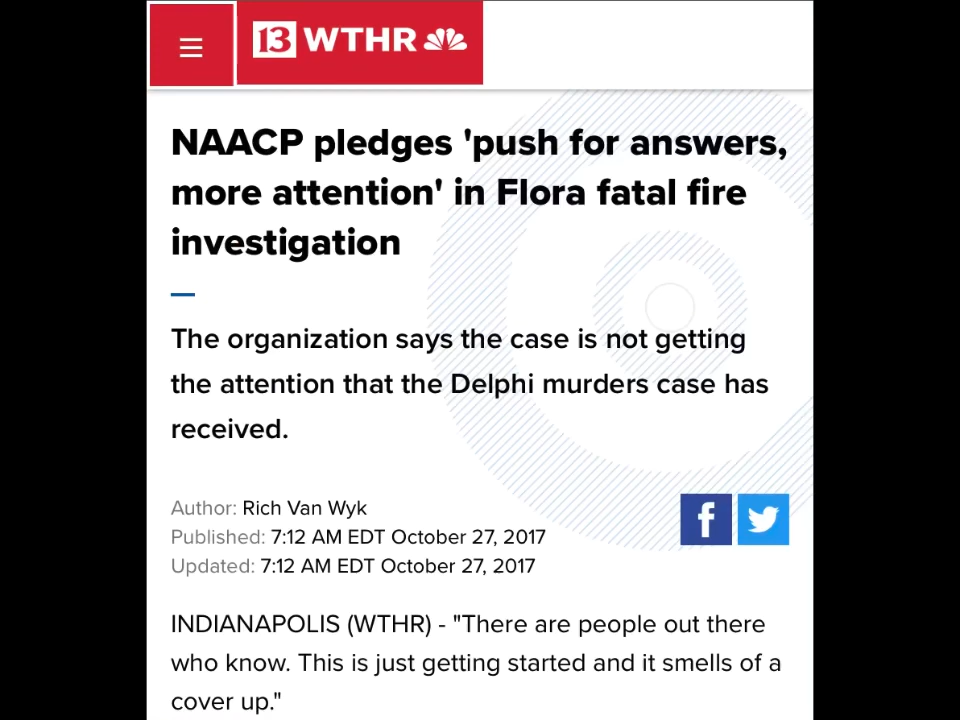 13 WTHR
NAACP pledges 'push for answers,
more attention' in Flora fatal fire
investigation
The organization says the case is not getting
the attention that the Delphi murders case has
received.
Author: Rich Van Wyk
Published: 7:12 AM EDT October 27, 2017
Updated: 7:12 AM EDT October 27, 2017
f
INDIANAPOLIS (WTHR) - "There are people out there
who know. This is just getting started and it smells of a
cover up."